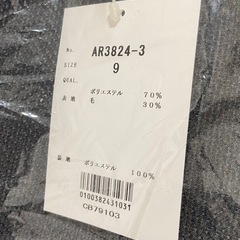 No. AR3824-3
SIZE 9
QUAL.
ポリエステル 70%
表地 毛 30%
裏地 ポリエステル 100%
0100382431031
CB79103